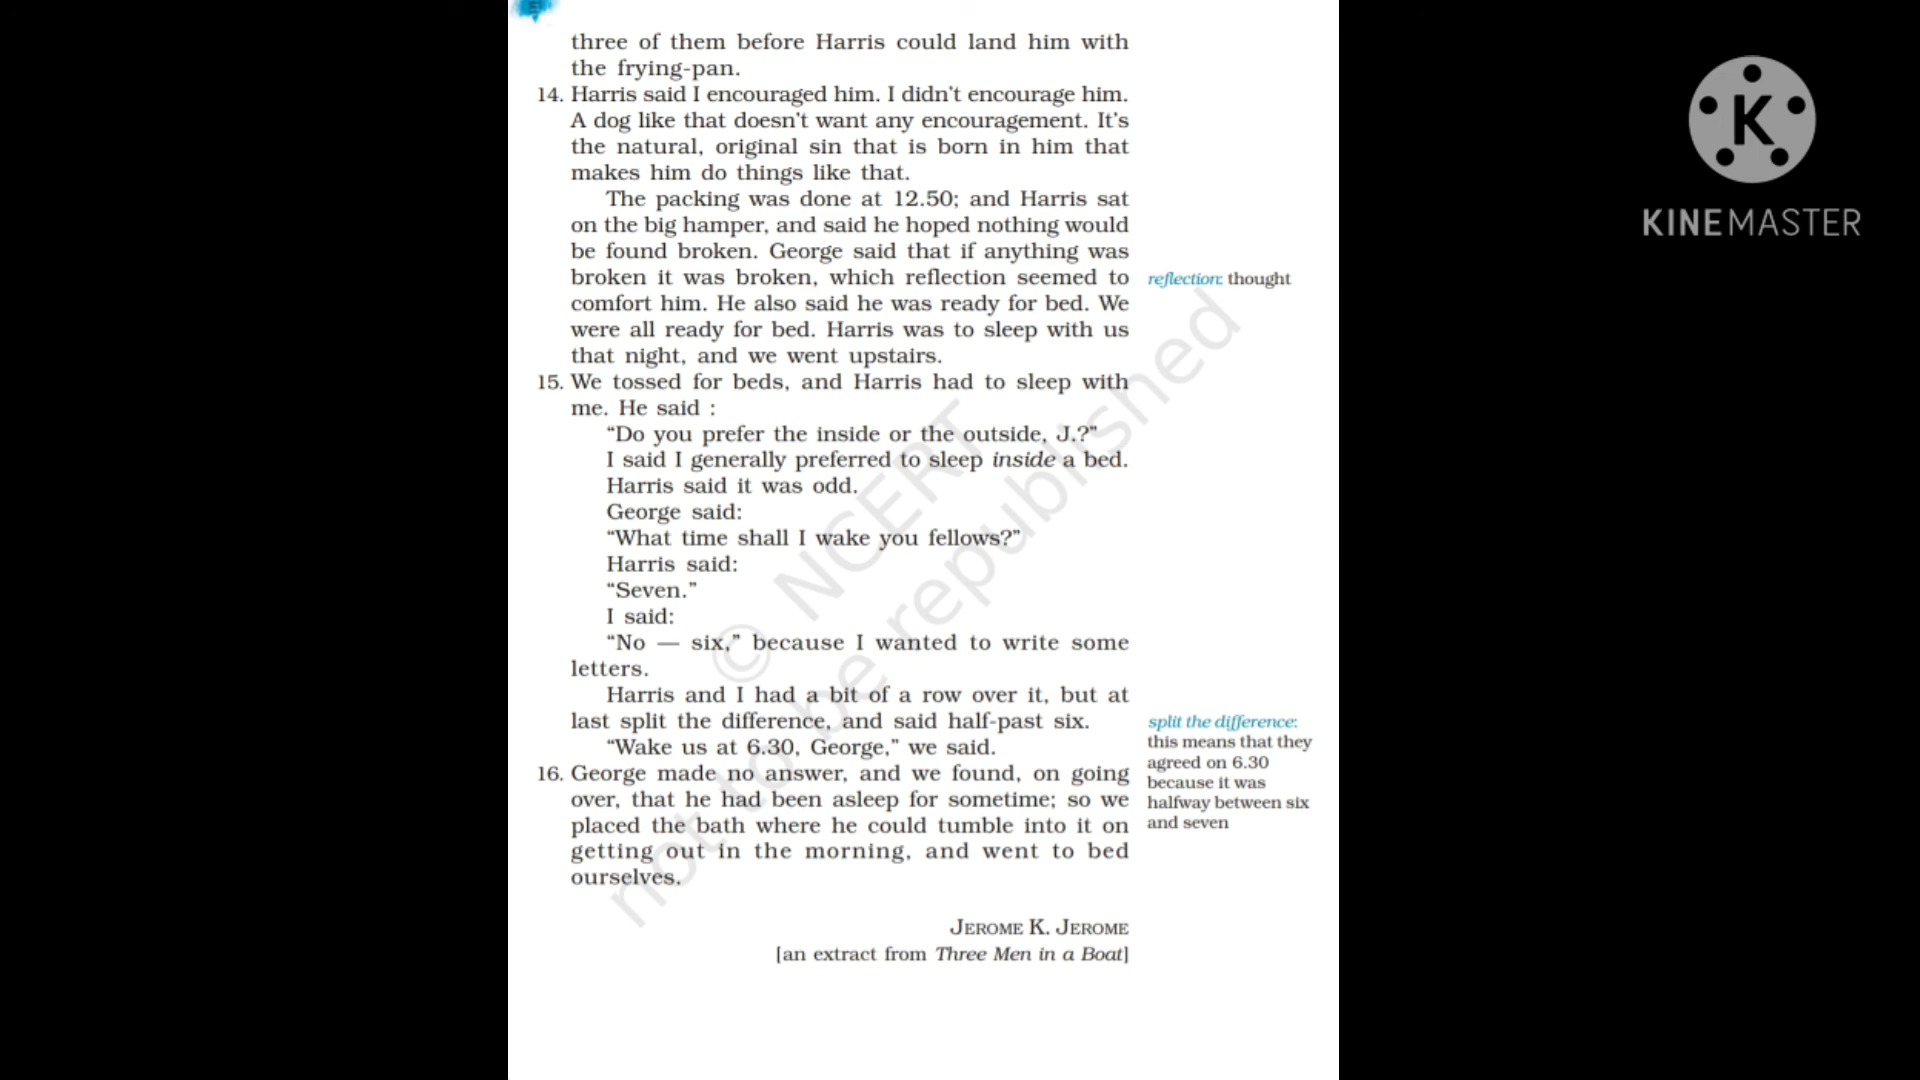 three of them before Harris could land him with
the frying-pan.
14. Harris said I encouraged him. I didn't encourage him.
A dog like that doesn't want any encouragement. It's
the natural, original sin that is born in him that
makes him do things like that.
The packing was done at 12.50; and Harris sat
on the big hamper, and said he hoped nothing would
be found broken. George said that if anything was
broken it was broken, which reflection seemed to
comfort him. He also said he was ready for bed. We
were all ready for bed. Harris was to sleep with us
that night, and we went upstairs.
reflection: thought
15. We tossed for beds, and Harris had to sleep with
me. He said :
“Do you prefer the inside or the outside, J.?”
I said I generally preferred to sleep inside a bed.
Harris said it was odd.
George said:
“What time shall I wake you fellows?”
Harris said:
“Seven.”
I said:
“No — six,” because I wanted to write some
letters.
Harris and I had a bit of a row over it, but at
last split the difference, and said half-past six.
“Wake us at 6.30, George,” we said.
split the difference:
this means that they
agreed on 6.30
because it was
halfway between six
and seven
16. George made no answer, and we found, on going
over, that he had been asleep for sometime; so we
placed the bath where he could tumble into it on
getting out in the morning, and went to bed
ourselves.
JEROME K. JEROME
[an extract from Three Men in a Boat]
© NCERT
not to be republished
K
KINEMASTER